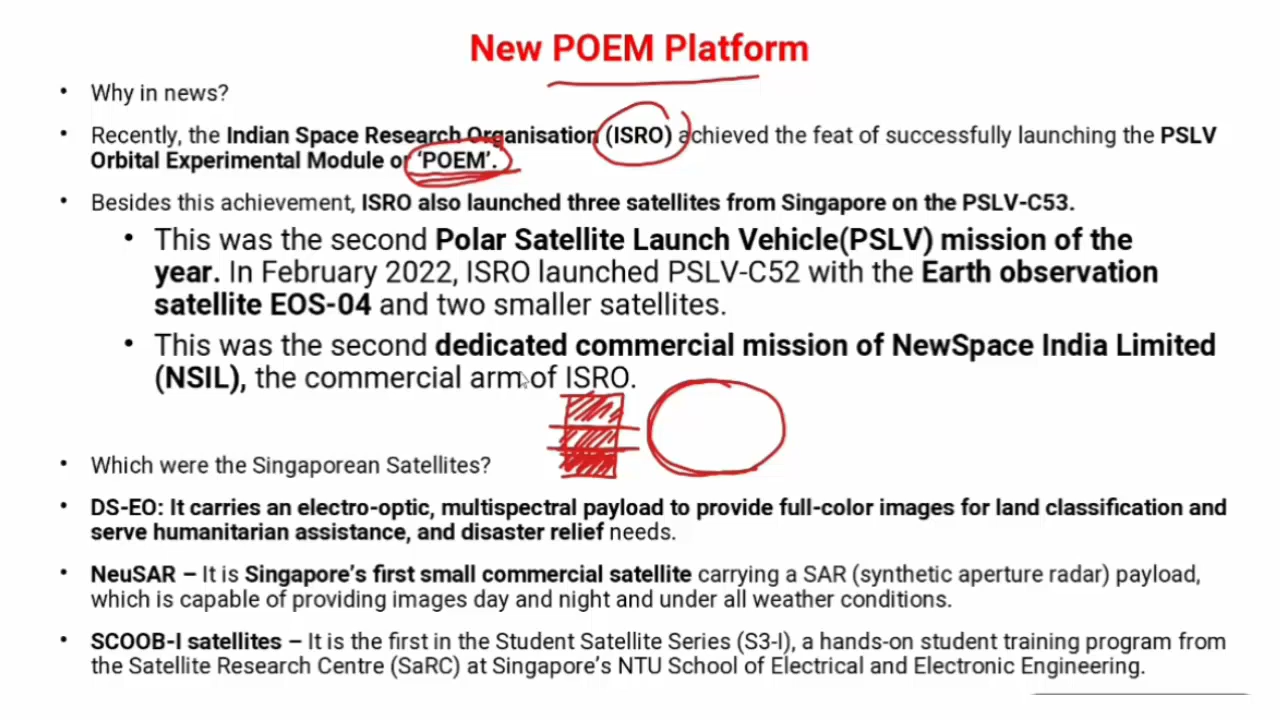 New POEM Platform
• Why in news?
• Recently, the Indian Space Research Organisation (ISRO) achieved the feat of successfully launching the PSLV
Orbital Experimental Module or 'POEM'.
• Besides this achievement, ISRO also launched three satellites from Singapore on the PSLV-C53.
• This was the second Polar Satellite Launch Vehicle(PSLV) mission of the
year. In February 2022, ISRO launched PSLV-C52 with the Earth observation
satellite EOS-04 and two smaller satellites.
• This was the second dedicated commercial mission of NewSpace India Limited
(NSIL), the commercial arm of ISRO.
• Which were the Singaporean Satellites?
• DS-EO: It carries an electro-optic, multispectral payload to provide full-color images for land classification and
serve humanitarian assistance, and disaster relief needs.
• NeuSAR – It is Singapore's first small commercial satellite carrying a SAR (synthetic aperture radar) payload,
which is capable of providing images day and night and under all weather conditions.
• SCOOB-I satellites – It is the first in the Student Satellite Series (S3-I), a hands-on student training program from
the Satellite Research Centre (SaRC) at Singapore's NTU School of Electrical and Electronic Engineering.